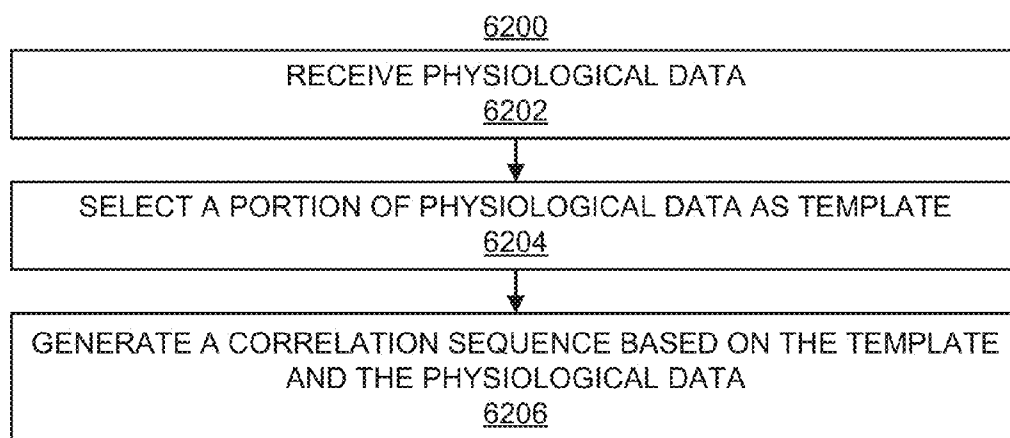 6200
RECEIVE PHYSIOLOGICAL DATA
6202
SELECT A PORTION OF PHYSIOLOGICAL DATA AS TEMPLATE
6204
GENERATE A CORRELATION SEQUENCE BASED ON THE TEMPLATE
AND THE PHYSIOLOGICAL DATA
6206